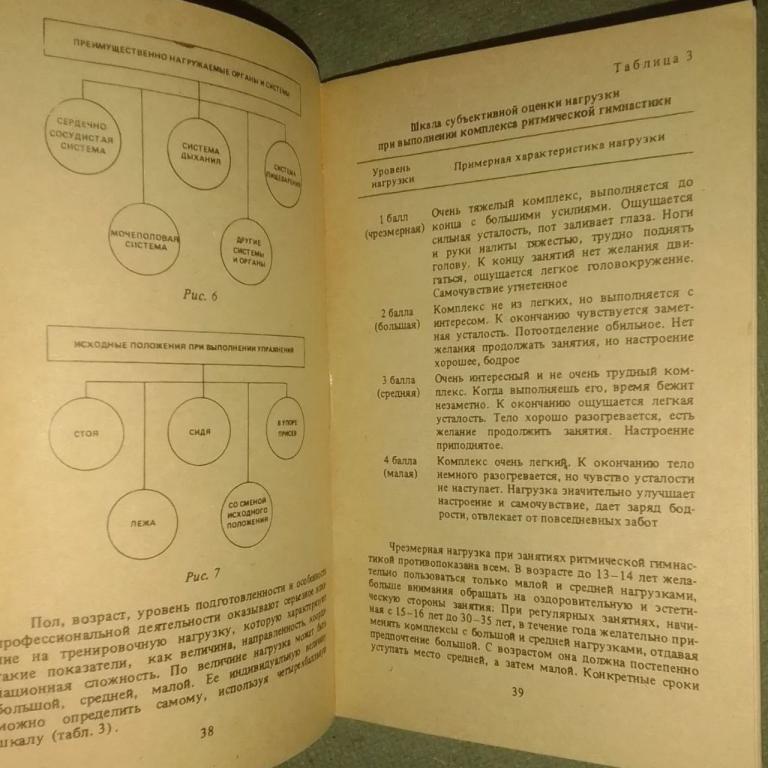 ПРЕИМУЩЕСТВЕННО НАГРУЖАЕМЫЕ ОРГАНЫ И СИСТЕМЫ
СЕРДЕЧНО
СОСУДИСТАЯ
СИСТЕМА
СИСТЕМА
ДЫХАНИЯ
СИСТЕМА
ПИЩЕВАРЕНИЯ
МОЧЕПОЛОВАЯ
СИСТЕМА
ДРУГИЕ
СИСТЕМЫ
И ОРГАНЫ
Рис. 6
ИСХОДНЫЕ ПОЛОЖЕНИЯ ПРИ ВЫПОЛНЕНИИ УПРАЖНЕНИЯ
СТОЯ
СИДЯ
В УПОРЕ
ПРИСЕВ
ЛЕЖА
СО СМЕНОЙ
ИСХОДНОГО
ПОЛОЖЕНИЯ
Рис. 7
Пол, возраст, уровень подготовленности и особенности
профессиональной деятельности оказывают серьезное влия-
ние на тренировочную нагрузку, которую характеризуют
такие показатели, как величина, направленность, коорди-
национная сложность. По величине нагрузка может быть
большой, средней, малой. Ее индивидуальную величину
можно определить самому, используя четырехбалльную
шкалу (табл. 3).
38
Таблица 3
Шкала субъективной оценки нагрузки
при выполнении комплекса ритмической гимнастики
Уровень
нагрузки
Примерная характеристика нагрузки
1 балл
(чрезмерная)
Очень тяжелый комплекс, выполняется до
конца с большими усилиями. Ощущается
сильная усталость, пот заливает глаза. Ноги
и руки налиты тяжестью, трудно поднять
голову. К концу занятий нет желания дви-
гаться, ощущается легкое головокружение.
Самочувствие угнетенное
2 балла
(большая)
Комплекс не из легких, но выполняется с
интересом. К окончанию чувствуется замет-
ная усталость. Потоотделение обильное. Нет
желания продолжать занятия, но настроение
хорошее, бодрое
3 балла
(средняя)
Очень интересный и не очень трудный ком-
плекс. Когда выполняешь его, время бежит
незаметно. К окончанию ощущается легкая
усталость. Тело хорошо разогревается, есть
желание продолжить занятия. Настроение
приподнятое.
4 балла
(малая)
Комплекс очень легкий. К окончанию тело
немного разогревается, но чувство усталости
не наступает. Нагрузка значительно улучшает
настроение и самочувствие, дает заряд бод-
рости, отвлекает от повседневных забот
Чрезмерная нагрузка при занятиях ритмической гимнас-
тикой противопоказана всем. В возрасте до 13–14 лет жела-
тельно пользоваться только малой и средней нагрузками,
больше внимания обращать на оздоровительную и эстети-
ческую стороны занятия. При регулярных занятиях, начи-
ная с 15–16 лет до 30–35 лет, в течение года желательно при-
менять комплексы с большой и средней нагрузками, отдавая
предпочтение большой. С возрастом она должна постепенно
уступать место средней, а затем малой. Конкретные сроки
39